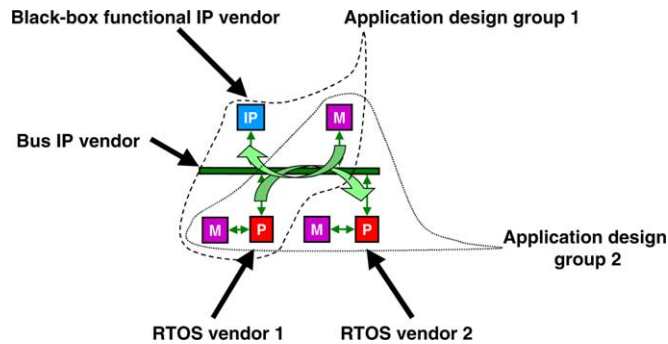 Black-box functional IP vendor
Application design group 1
IP
M
Bus IP vendor
M
P
M
P
Application design
group 2
RTOS vendor 1
RTOS vendor 2